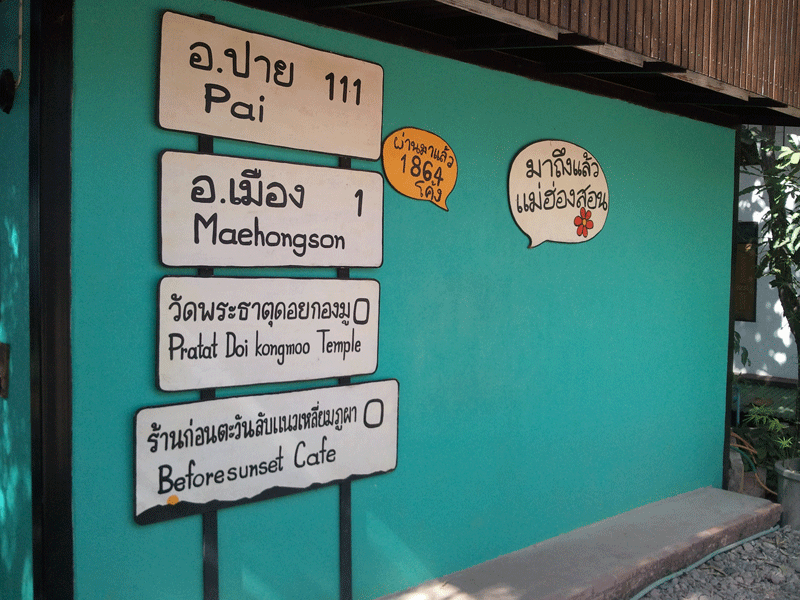 อ.ปาย 111
Pai
อ.เมือง 1
Maehongson
วัดพระธาตุดอยกองมู 0
Pratat Doi kongmoo Temple
ร้านก่อนตะวันลับแนวเหลี่ยมภูผา 0
Beforesunset Cafe
ผ่านมาแล้ว
1864
โค้ง
มาถึงแล้ว
แม่ฮ่องสอน